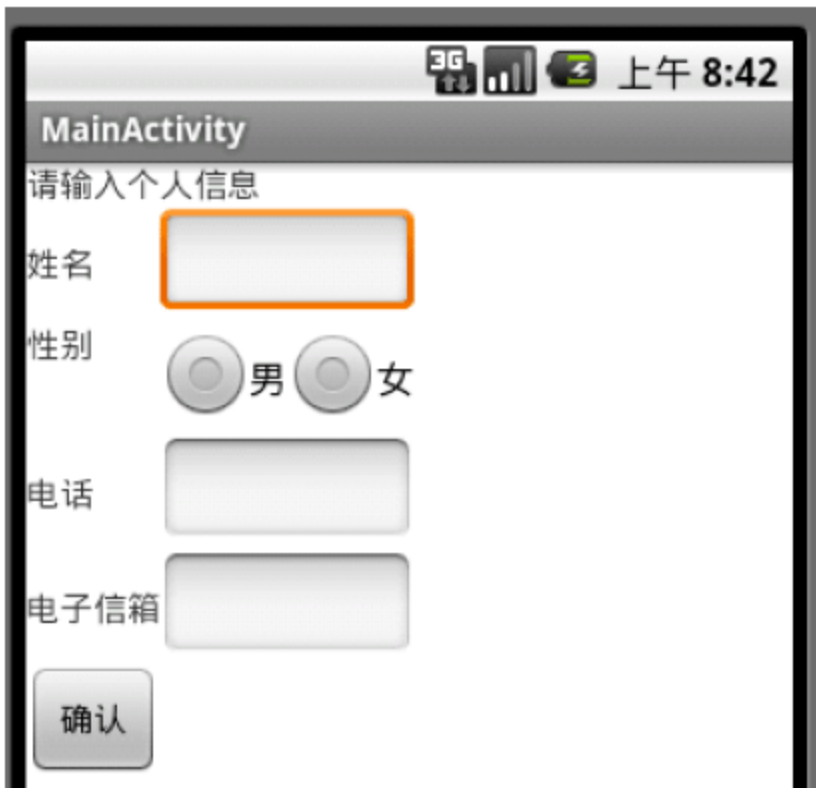 3G 上午 8:42
MainActivity
请输入个人信息
姓名
性别
男 女
电话
电子信箱
确认